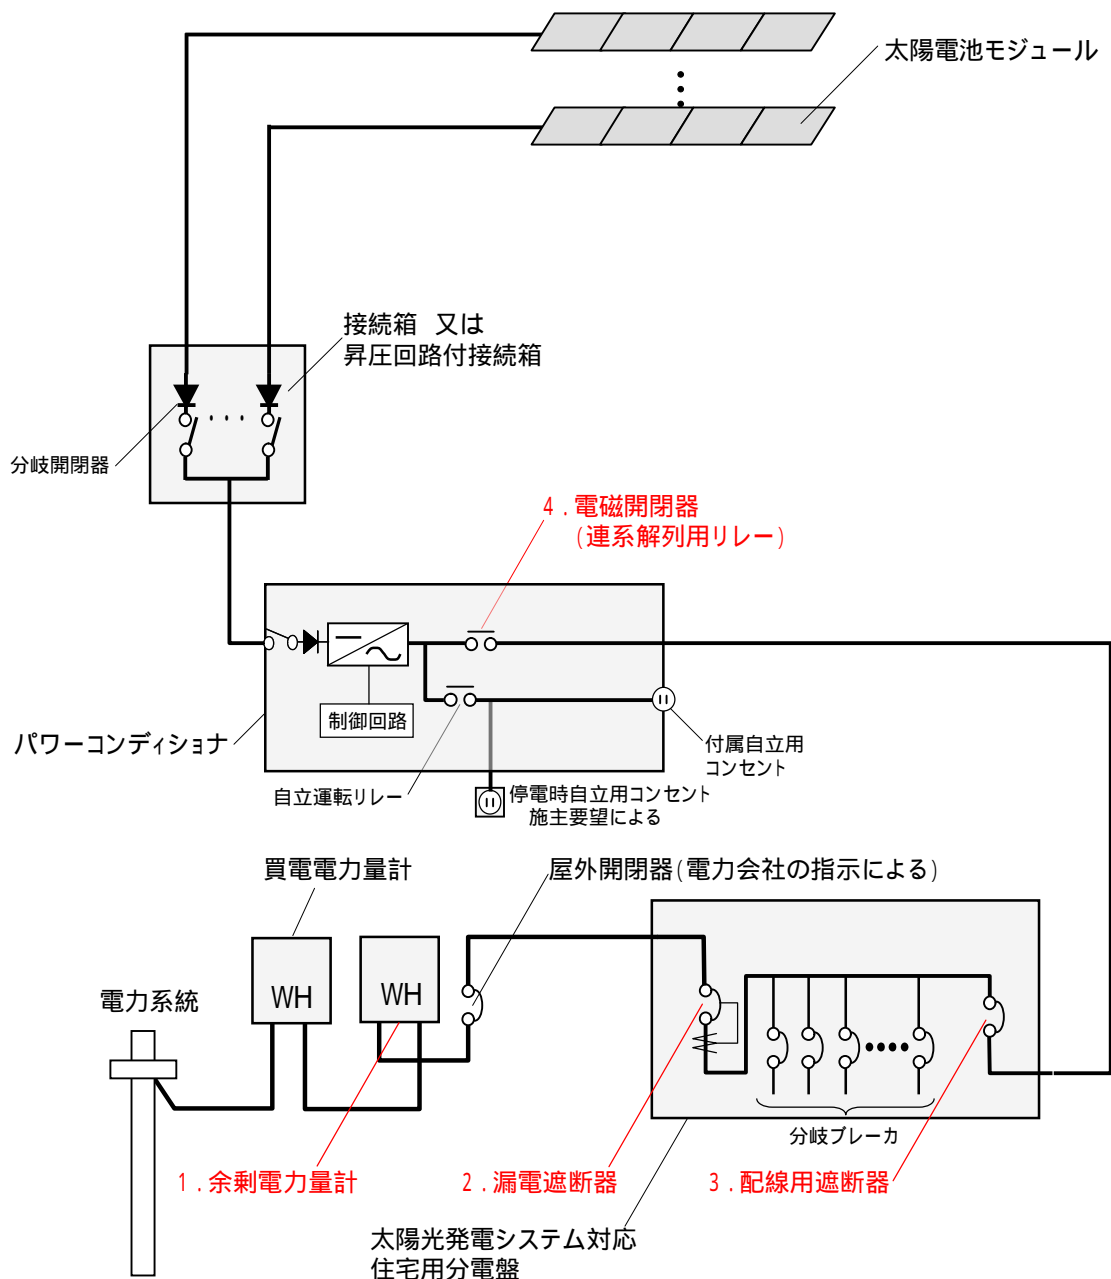 太陽電池モジュール
接続箱 又は
昇圧回路付接続箱
分岐開閉器
4．電磁開閉器
(連系解列用リレー)
制御回路
パワーコンディショナ
付属自立用
コンセント
自立運転リレー
停電時自立用コンセント
施主要望による
買電電力量計
屋外開閉器(電力会社の指示による)
WH
WH
電力系統
分岐ブレーカ
1．余剰電力量計
2．漏電遮断器
3．配線用遮断器
太陽光発電システム対応
住宅用分電盤